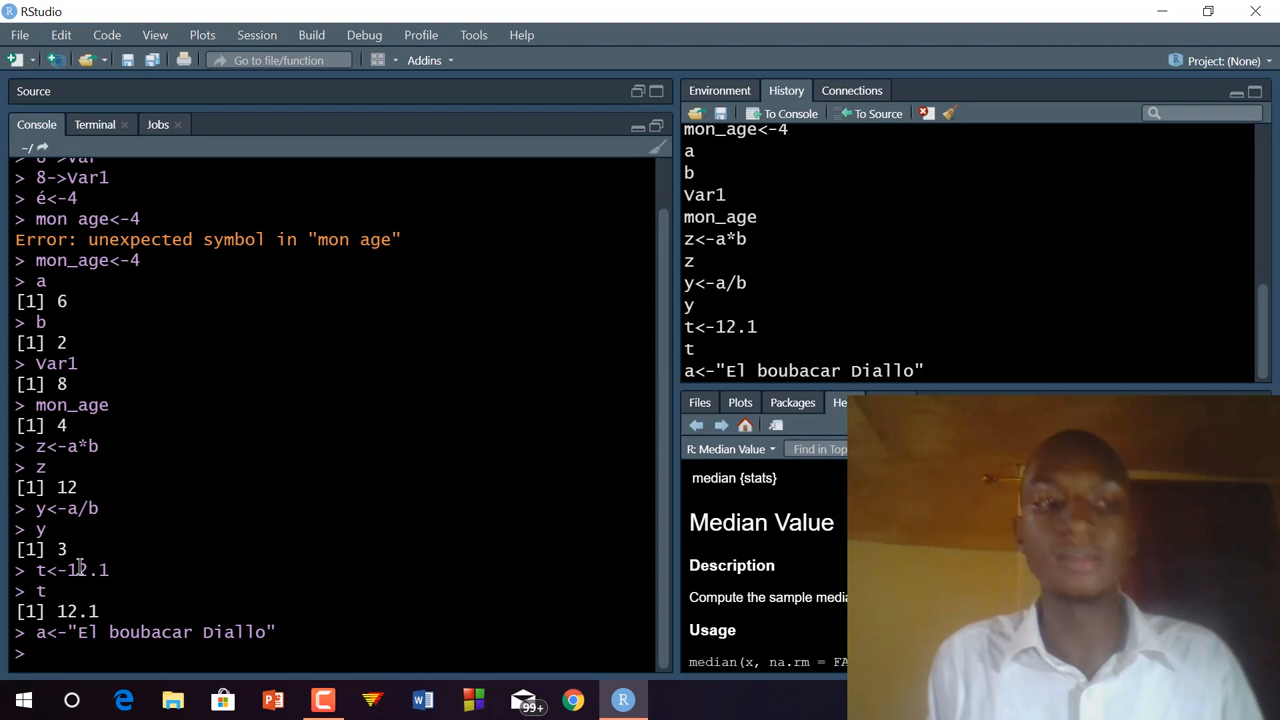 RStudio
File Edit Code View Plots Session Build Debug Profile Tools Help
Go to file/function Addins Project: (None)
Source
Console Terminal Jobs
~/
> 8->Var1
> é<-4
> mon age<-4
Error: unexpected symbol in "mon age"
> mon_age<-4
> a
[1] 6
> b
[1] 2
> Var1
[1] 8
> mon_age
[1] 4
> z<-a*b
> z
[1] 12
> y<-a/b
> y
[1] 3
> t<-12.1
> t
[1] 12.1
> a<-"El boubacar Diallo"
>
Environment History Connections
To Console To Source
mon_age<-4
a
b
Var1
mon_age
z<-a*b
z
y<-a/b
y
t<-12.1
t
a<-"El boubacar Diallo"
Files Plots Packages He
R: Median Value Find in Top
median {stats}
Median Value
Description
Compute the sample media
Usage
median(x, na.rm = FA
99+